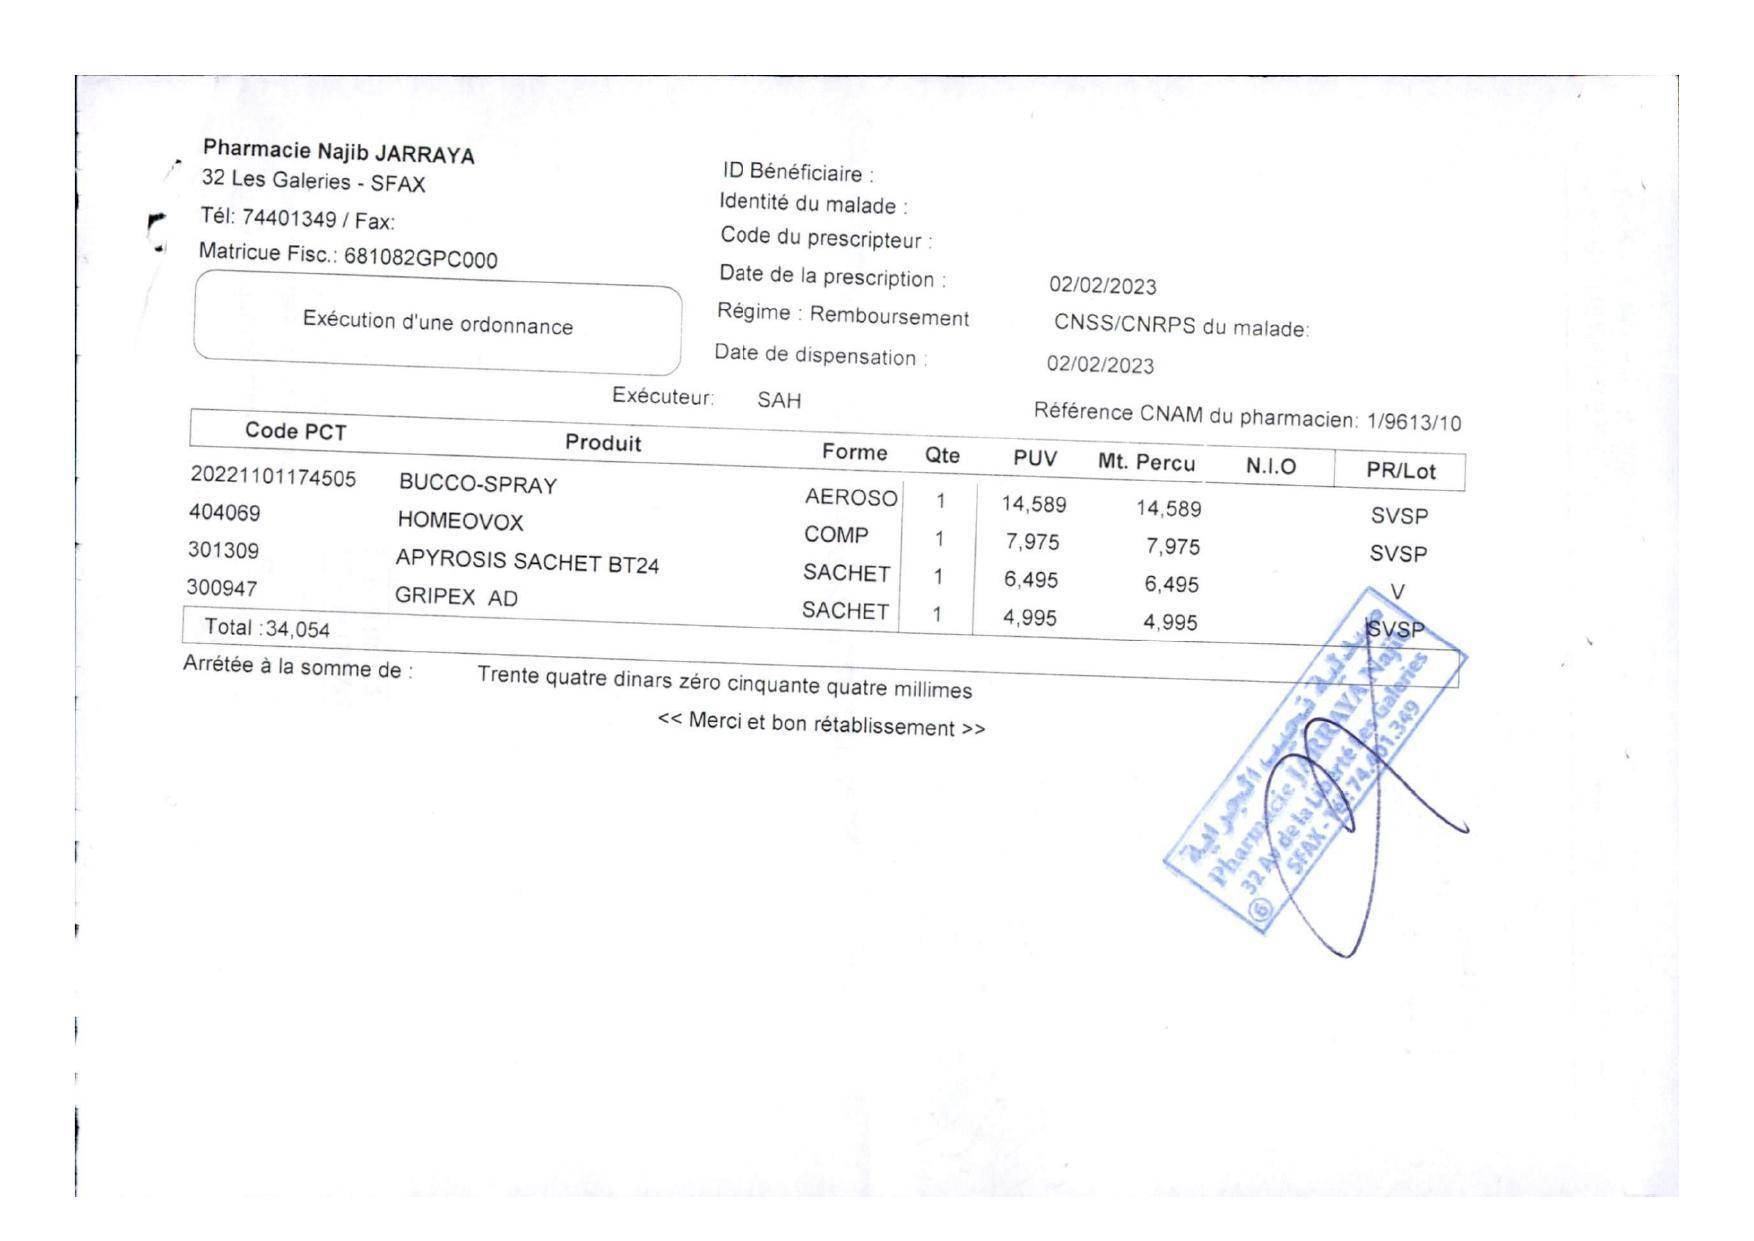 Pharmacie Najib JARRAYA
32 Les Galeries - SFAX
Tél: 74401349 / Fax:
Matricue Fisc.: 681082GPC000
Exécution d'une ordonnance
ID Bénéficiaire :
Identité du malade :
Code du prescripteur :
Date de la prescription : 02/02/2023
Régime : Remboursement CNSS/CNRPS du malade:
Date de dispensation : 02/02/2023
Exécuteur: SAH Référence CNAM du pharmacien: 1/9613/10
Code PCT Produit Forme Qte PUV Mt. Percu N.I.O PR/Lot
20221101174505 BUCCO-SPRAY AEROSO 1 14,589 14,589 SVSP
404069 HOMEOVOX COMP 1 7,975 7,975 SVSP
301309 APYROSIS SACHET BT24 SACHET 1 6,495 6,495 V
300947 GRIPEX AD SACHET 1 4,995 4,995 SVSP
Total :34,054
Arrétée à la somme de : Trente quatre dinars zéro cinquante quatre millimes
<< Merci et bon rétablissement >>
Pharmacie JARRAYA Najib
32 Av de la Liberté Les Galeries
SFAX - Tél: 74.401.349
6